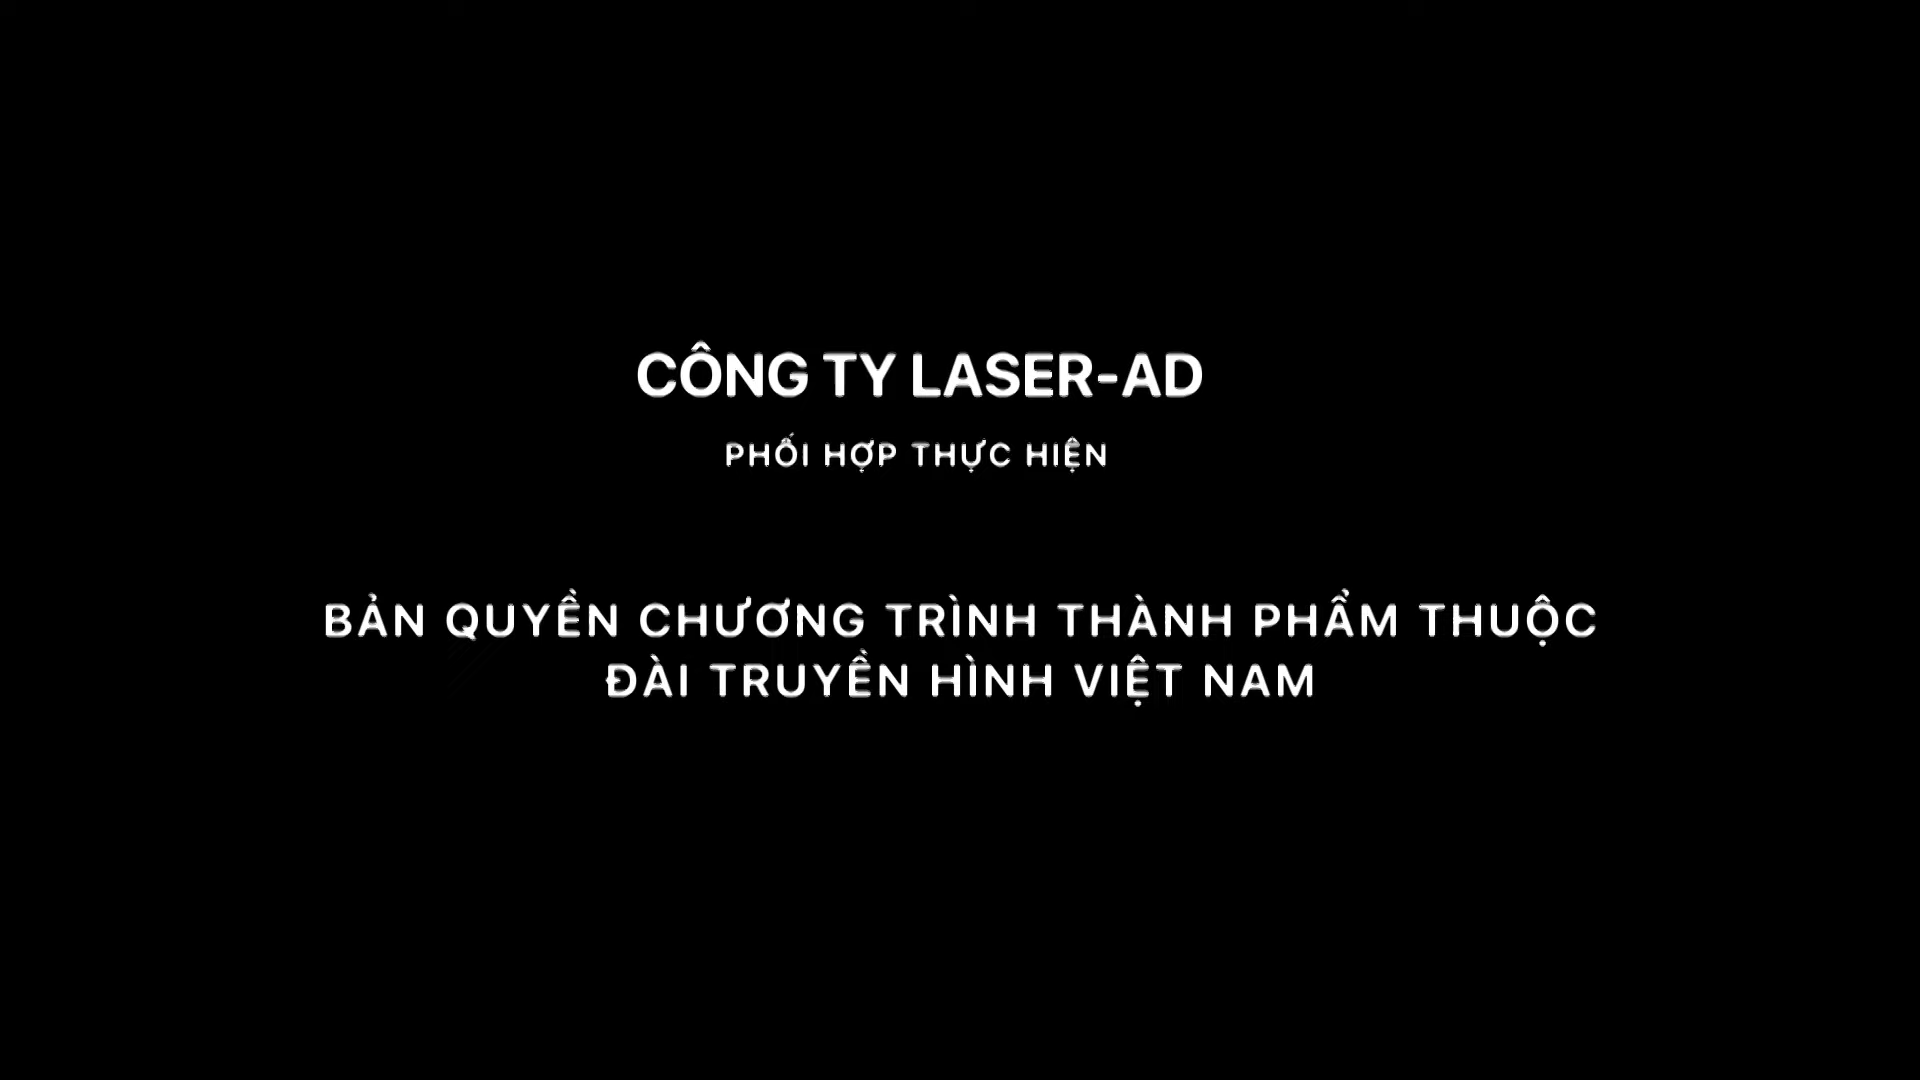 CÔNG TY LASER-AD
PHỐI HỢP THỰC HIỆN
BẢN QUYỀN CHƯƠNG TRÌNH THÀNH PHẨM THUỘC
ĐÀI TRUYỀN HÌNH VIỆT NAM